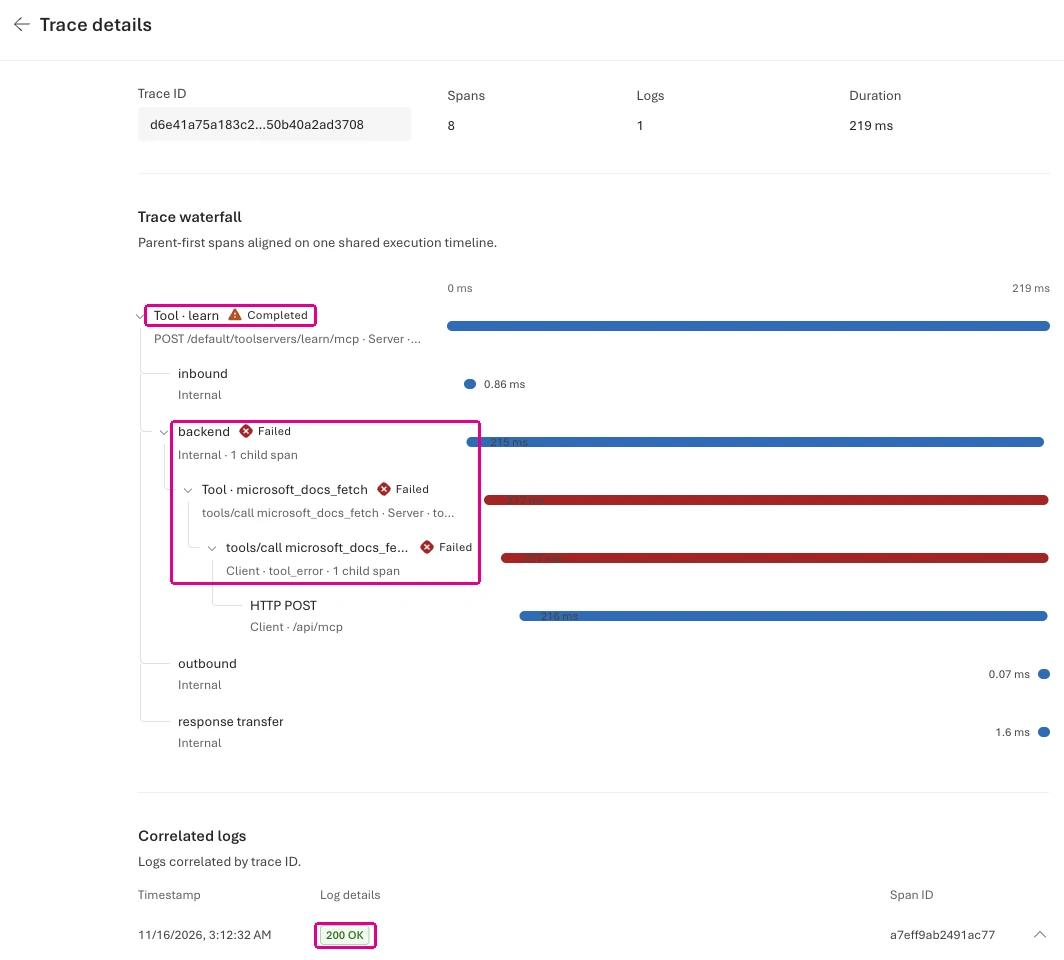 Trace details
Trace ID
Spans
Logs
Duration
d6e41a75a183c2...50b40a2ad3708
8
1
219 ms
Trace waterfall
Parent-first spans aligned on one shared execution timeline.
0 ms
219 ms
Tool · learn Completed
POST /default/toolservers/learn/mcp · Server ·...
inbound
Internal
0.86 ms
backend Failed
Internal · 1 child span
215 ms
Tool · microsoft_docs_fetch Failed
tools/call microsoft_docs_fetch · Server · to...
tools/call microsoft_docs_fe... Failed
Client · tool_error · 1 child span
HTTP POST
Client · /api/mcp
216 ms
outbound
Internal
0.07 ms
response transfer
Internal
1.6 ms
Correlated logs
Logs correlated by trace ID.
Timestamp
Log details
Span ID
11/16/2026, 3:12:32 AM
200 OK
a7eff9ab2491ac77